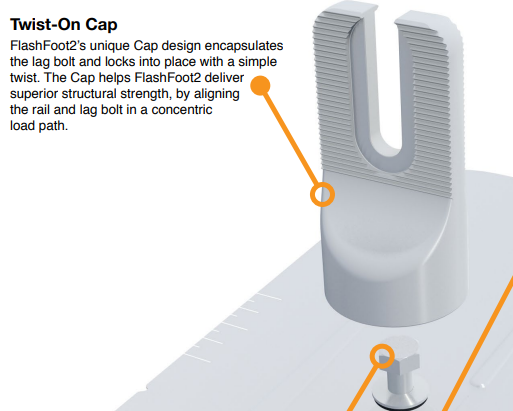 Twist-On Cap
FlashFoot2's unique Cap design encapsulates
the lag bolt and locks into place with a simple
twist. The Cap helps FlashFoot2 deliver
superior structural strength, by aligning
the rail and lag bolt in a concentric
load path.